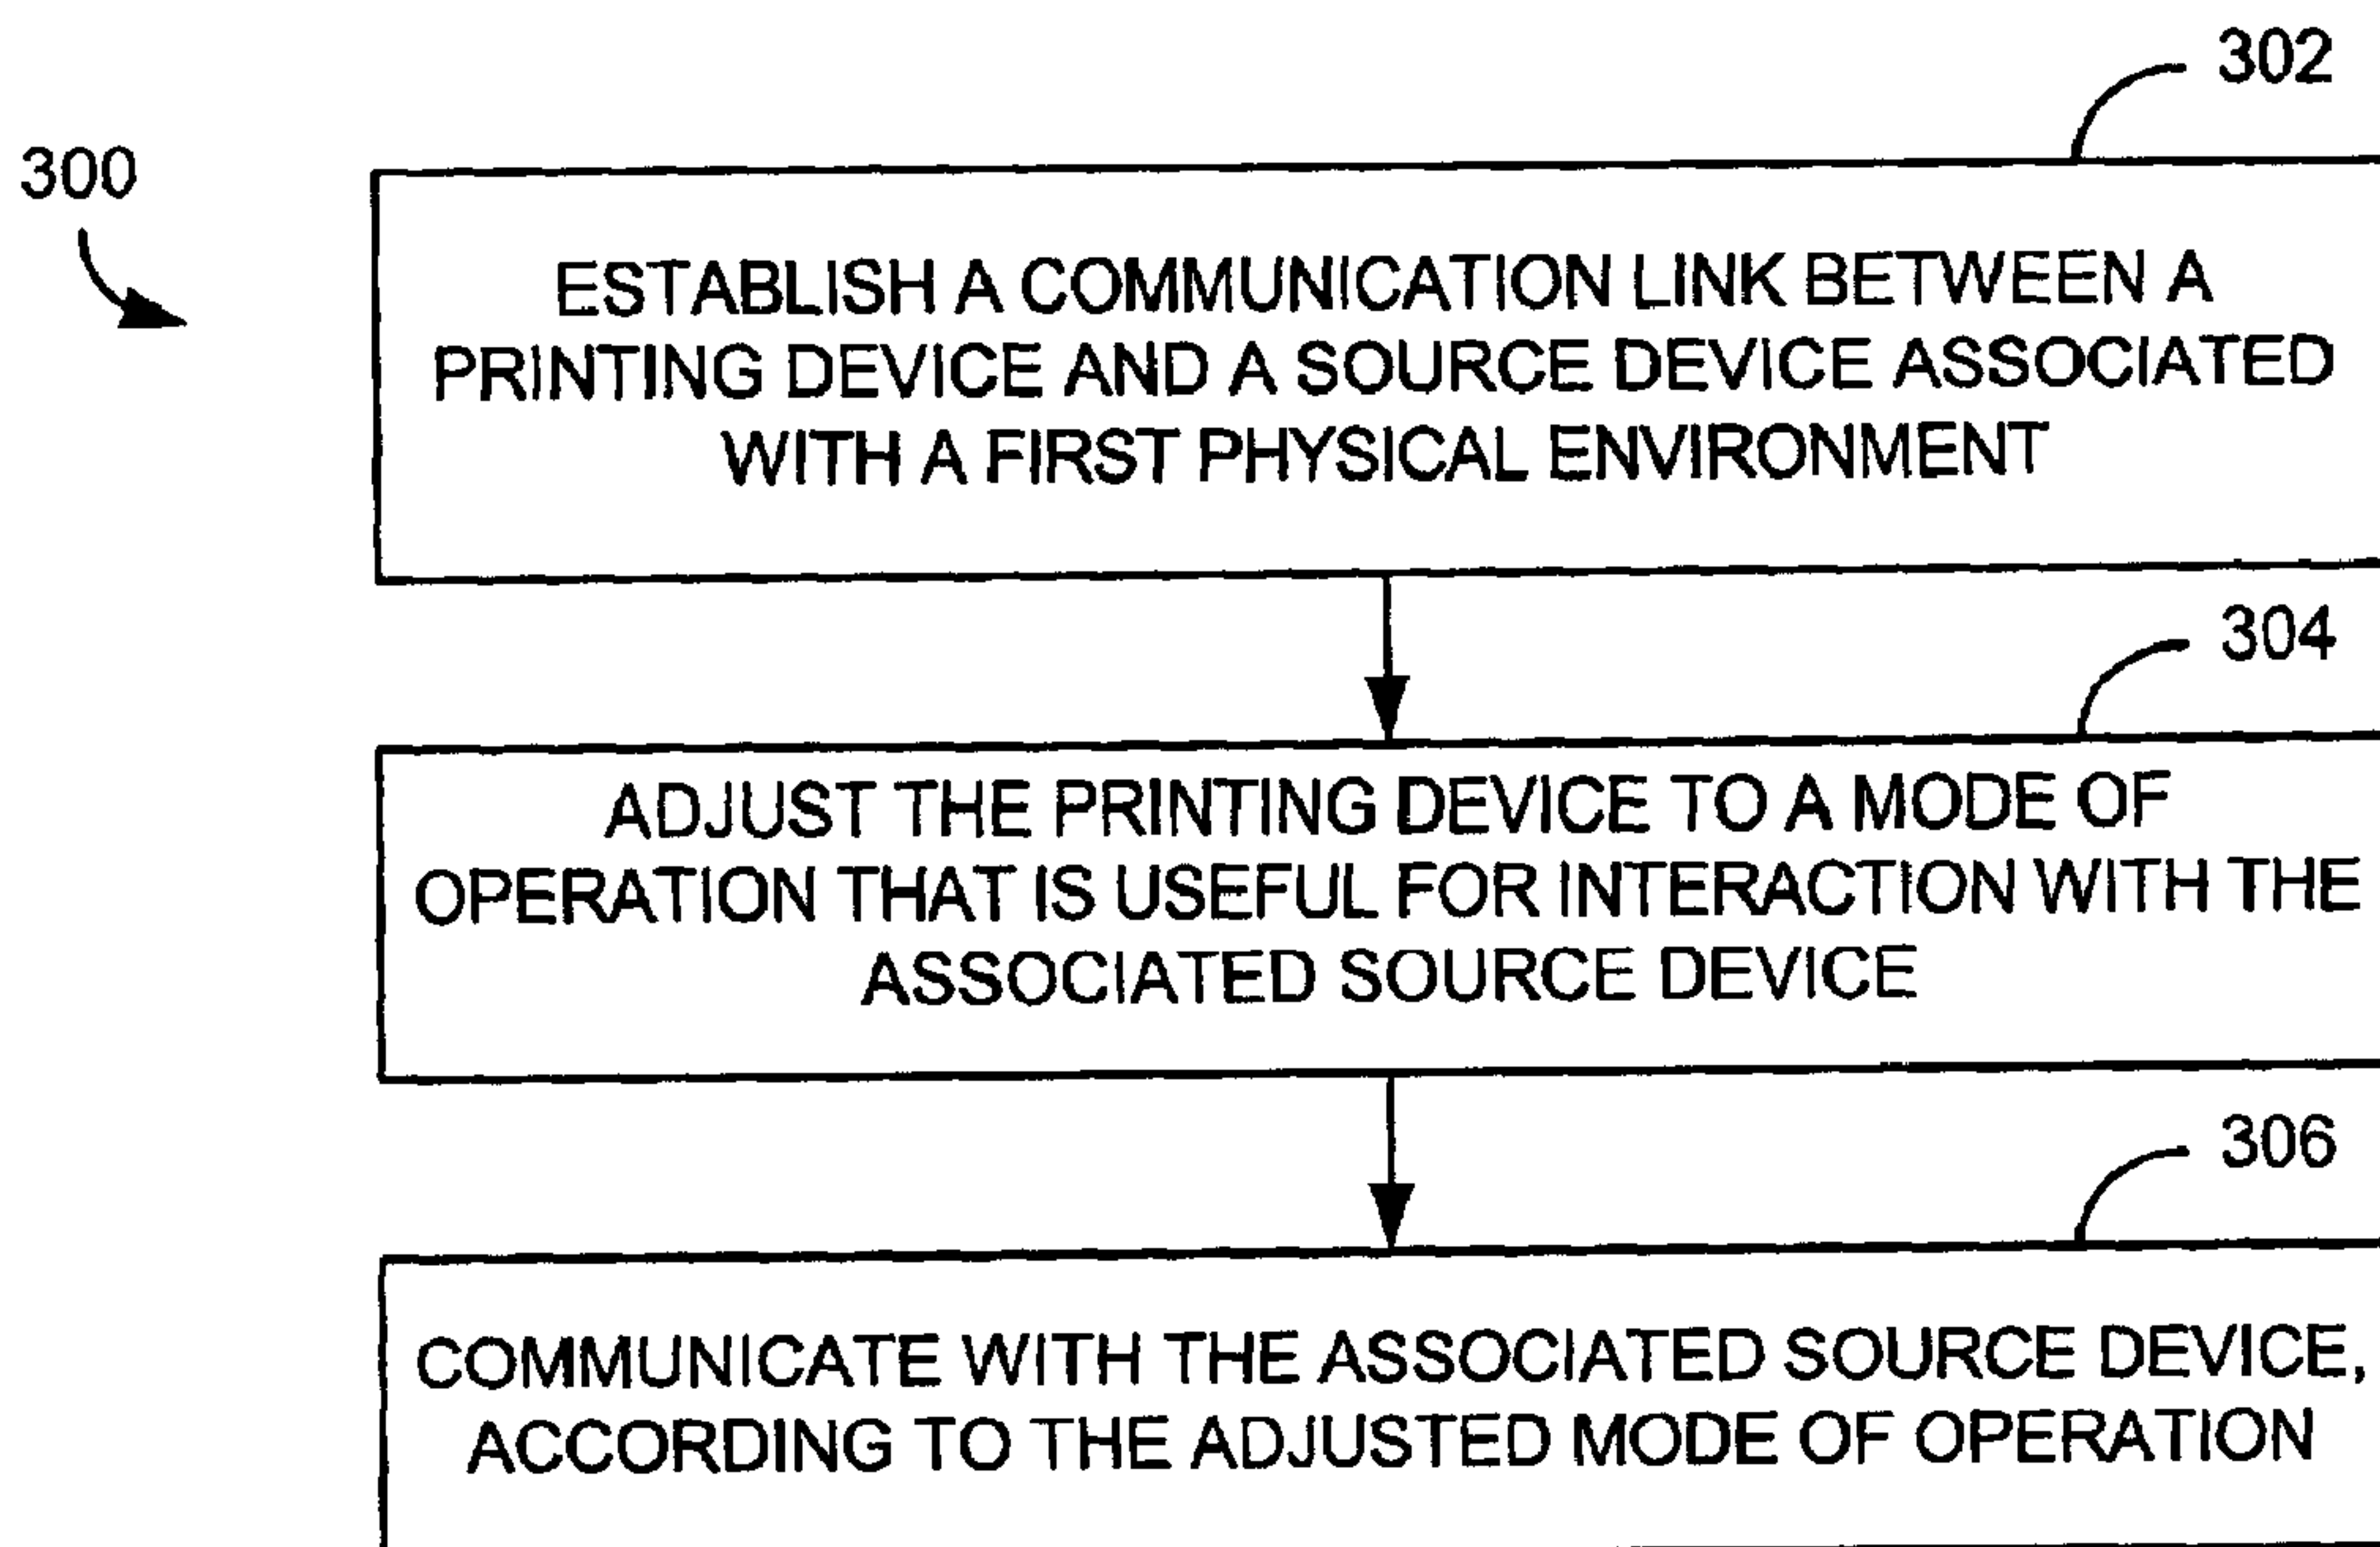 302
300
ESTABLISH A COMMUNICATION LINK BETWEEN A
PRINTING DEVICE AND A SOURCE DEVICE ASSOCIATED
WITH A FIRST PHYSICAL ENVIRONMENT
304
ADJUST THE PRINTING DEVICE TO A MODE OF
OPERATION THAT IS USEFUL FOR INTERACTION WITH THE
ASSOCIATED SOURCE DEVICE
306
COMMUNICATE WITH THE ASSOCIATED SOURCE DEVICE,
ACCORDING TO THE ADJUSTED MODE OF OPERATION